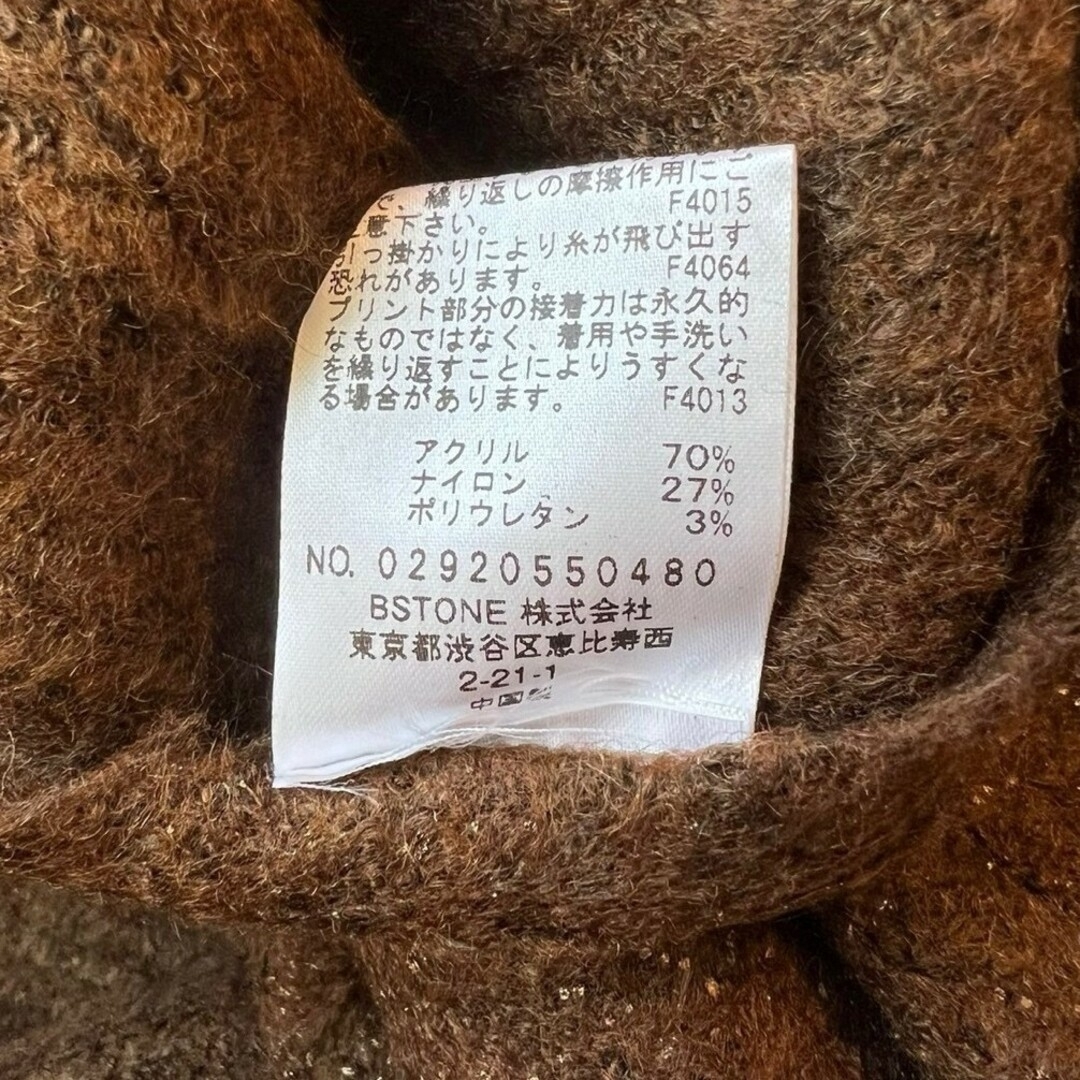 で、繰り返しの摩擦作用にご
注意下さい。 F4015
引っ掛かりにより糸が飛び出す
恐れがあります。 F4064
プリント部分の接着力は永久的
なものではなく、着用や手洗い
を繰り返すことによりうすくな
る場合があります。 F4013
アクリル 70%
ナイロン 27%
ポリウレタン 3%
NO. 02920550480
BSTONE 株式会社
東京都渋谷区恵比寿西
2-21-1
中国製